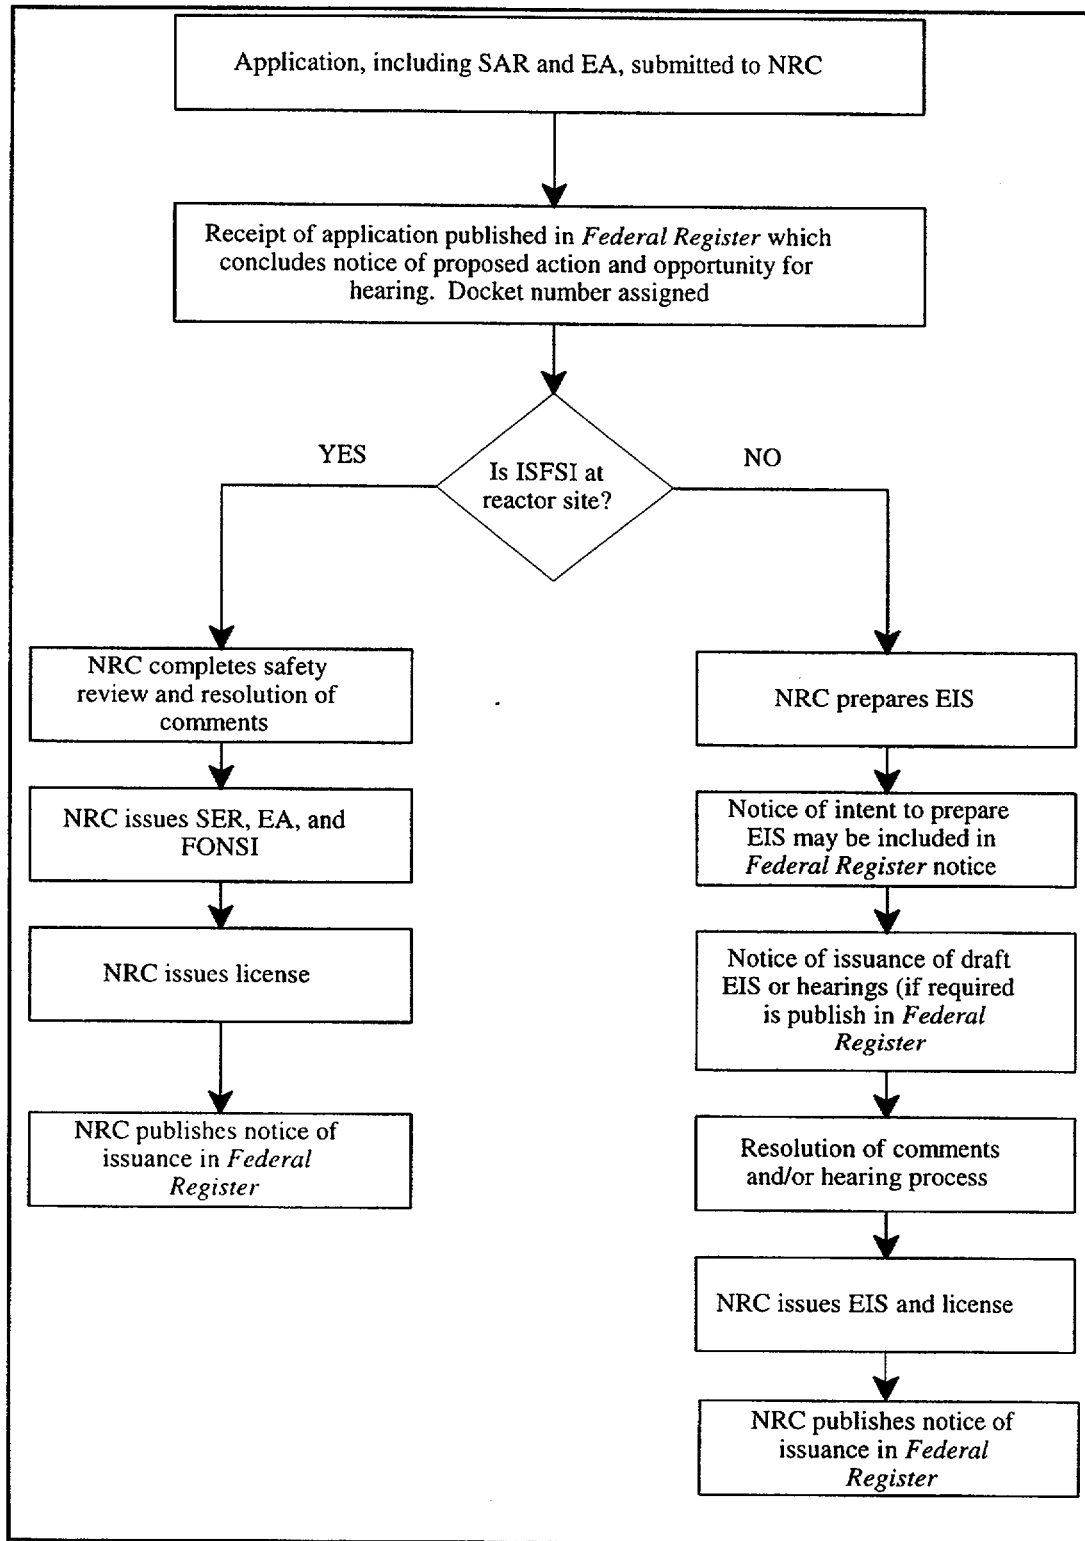 Application, including SAR and EA, submitted to NRC
Receipt of application published in Federal Register which
concludes notice of proposed action and opportunity for
hearing. Docket number assigned
YES
NO
Is ISFSI at
reactor site?
NRC completes safety
review and resolution of
comments
NRC issues SER, EA, and
FONSI
NRC issues license
NRC publishes notice of
issuance in Federal
Register
NRC prepares EIS
Notice of intent to prepare
EIS may be included in
Federal Register notice
Notice of issuance of draft
EIS or hearings (if required
is publish in Federal
Register
Resolution of comments
and/or hearing process
NRC issues EIS and license
NRC publishes notice of
issuance in Federal
Register